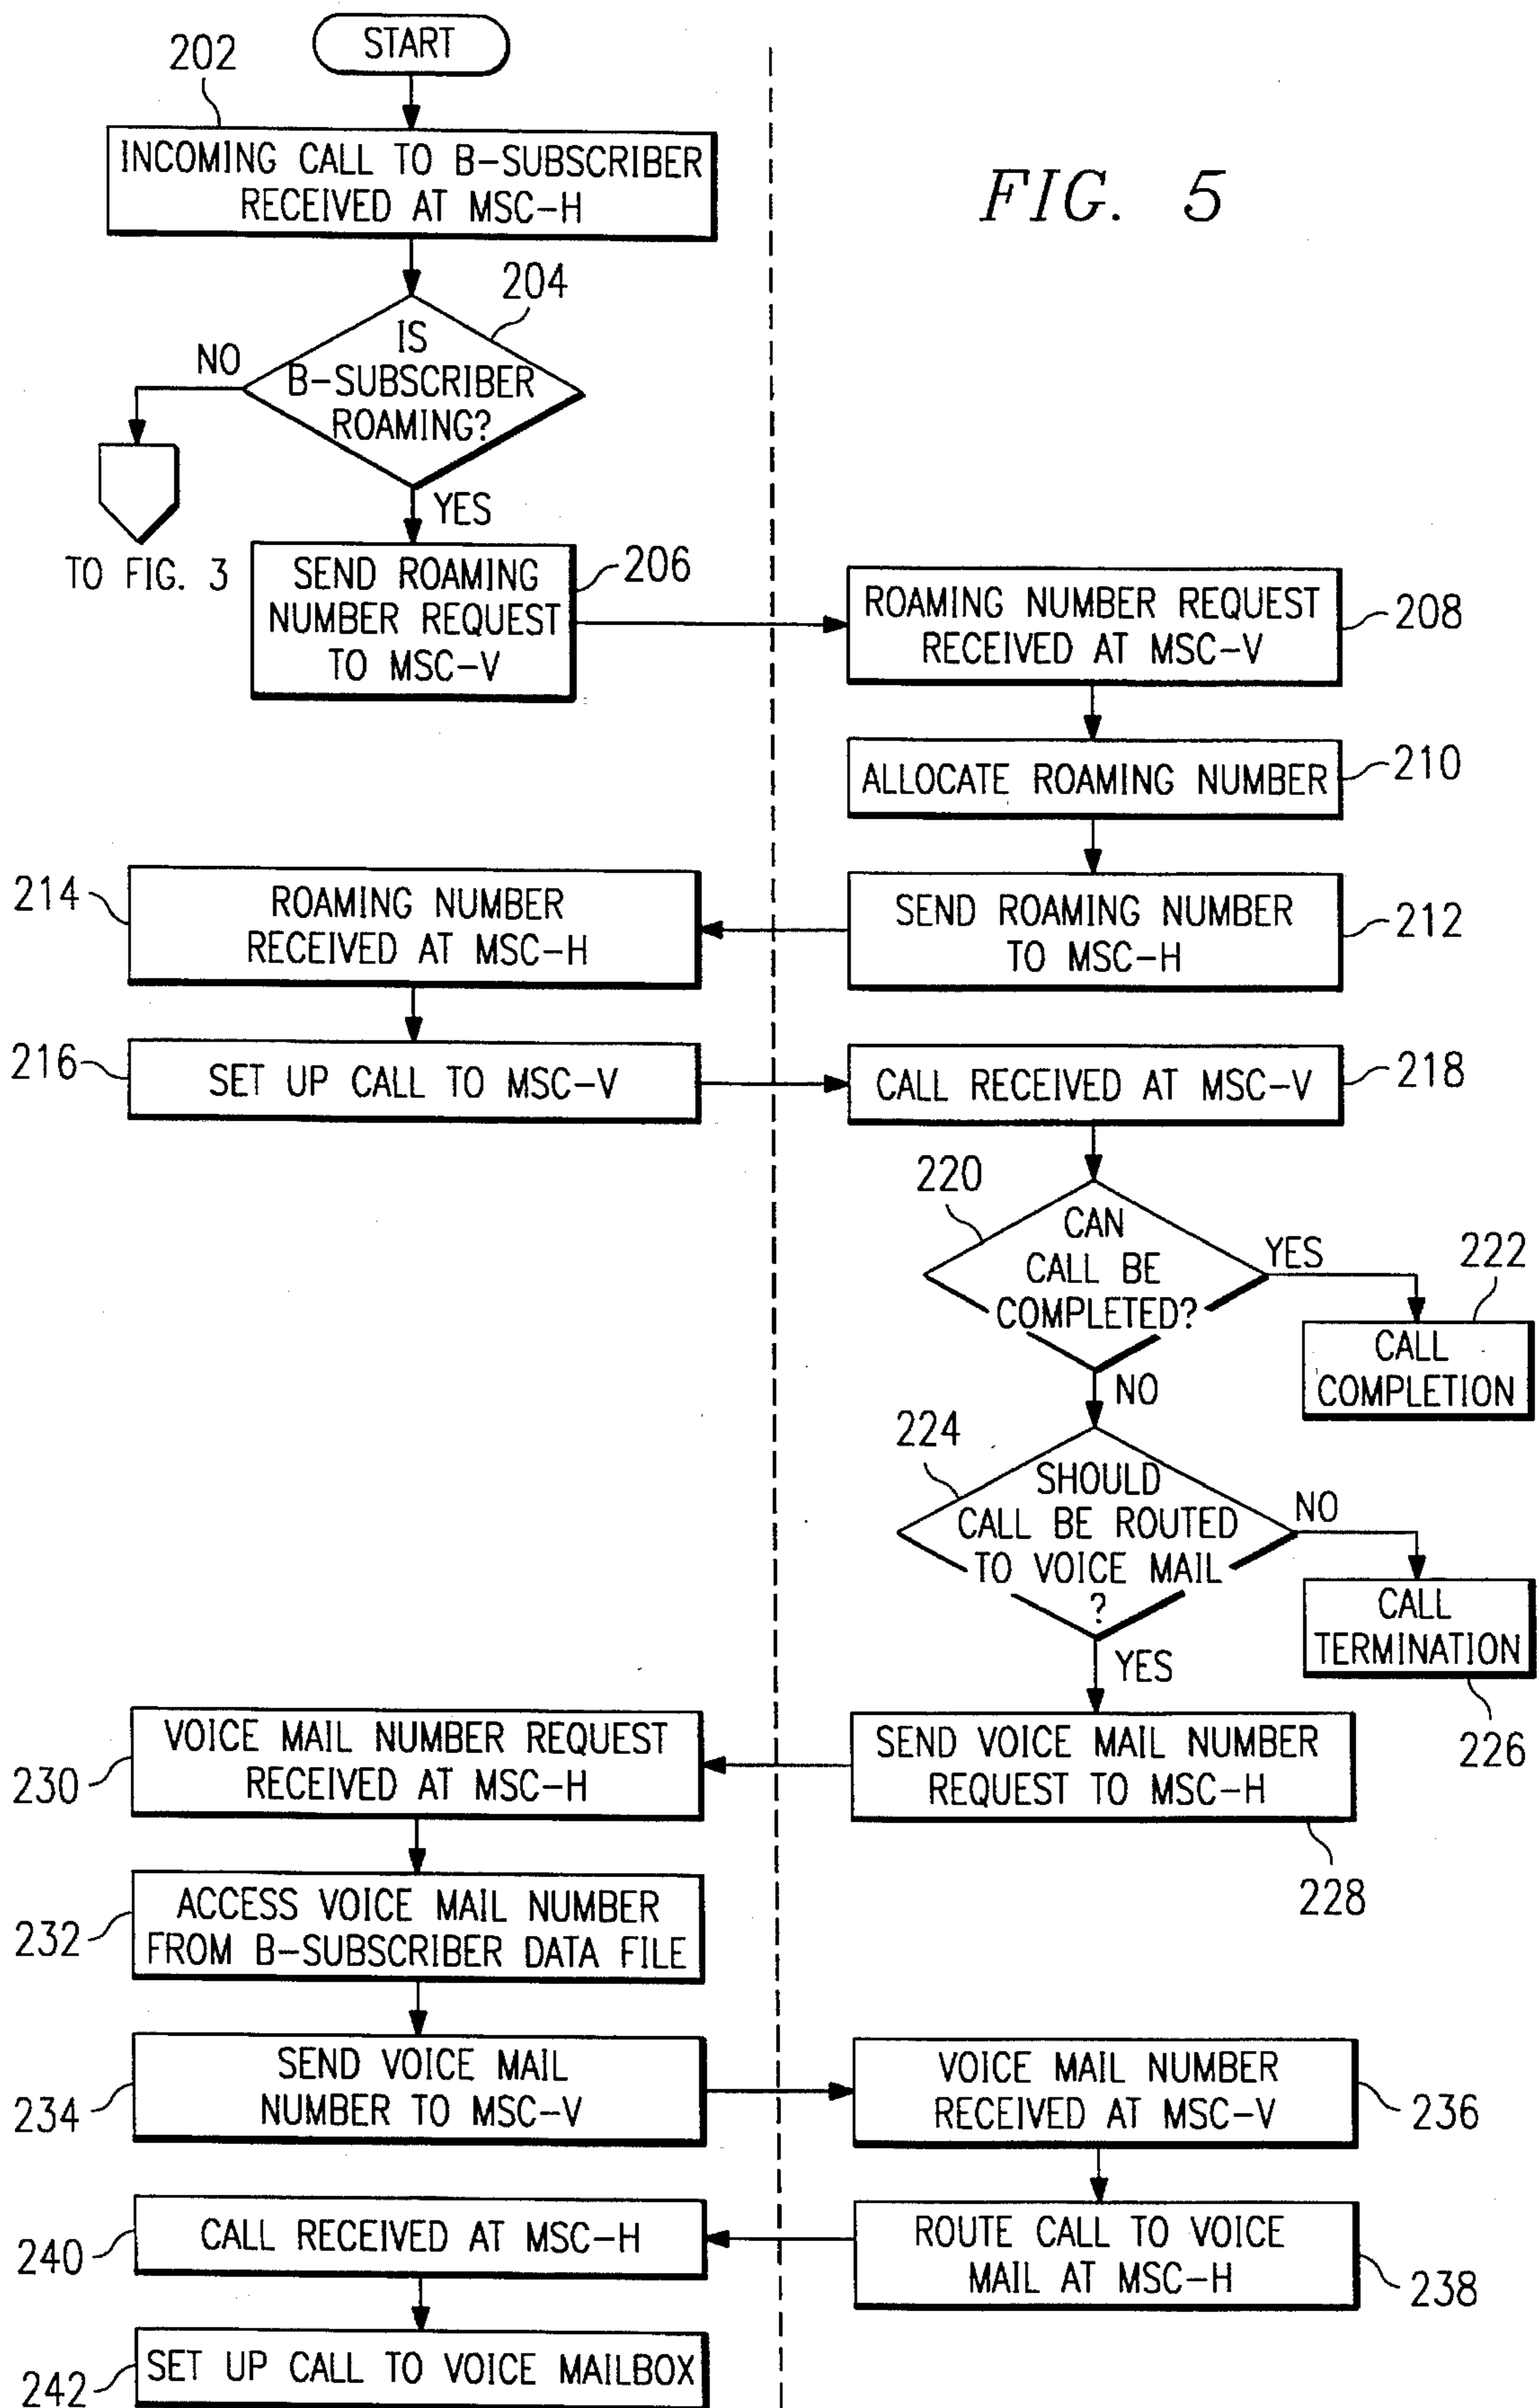 START
202
INCOMING CALL TO B-SUBSCRIBER
RECEIVED AT MSC-H
FIG. 5
204
IS
B-SUBSCRIBER
ROAMING?
NO
YES
TO FIG. 3
SEND ROAMING
NUMBER REQUEST
TO MSC-V
206
ROAMING NUMBER REQUEST
RECEIVED AT MSC-V
208
ALLOCATE ROAMING NUMBER
210
SEND ROAMING NUMBER
TO MSC-H
212
214
ROAMING NUMBER
RECEIVED AT MSC-H
216
SET UP CALL TO MSC-V
CALL RECEIVED AT MSC-V
218
220
CAN
CALL BE
COMPLETED?
YES
222
CALL
COMPLETION
NO
224
SHOULD
CALL BE ROUTED
TO VOICE MAIL
?
NO
CALL
TERMINATION
226
YES
SEND VOICE MAIL NUMBER
REQUEST TO MSC-H
228
230
VOICE MAIL NUMBER REQUEST
RECEIVED AT MSC-H
232
ACCESS VOICE MAIL NUMBER
FROM B-SUBSCRIBER DATA FILE
234
SEND VOICE MAIL
NUMBER TO MSC-V
VOICE MAIL NUMBER
RECEIVED AT MSC-V
236
ROUTE CALL TO VOICE
MAIL AT MSC-H
238
240
CALL RECEIVED AT MSC-H
242
SET UP CALL TO VOICE MAILBOX